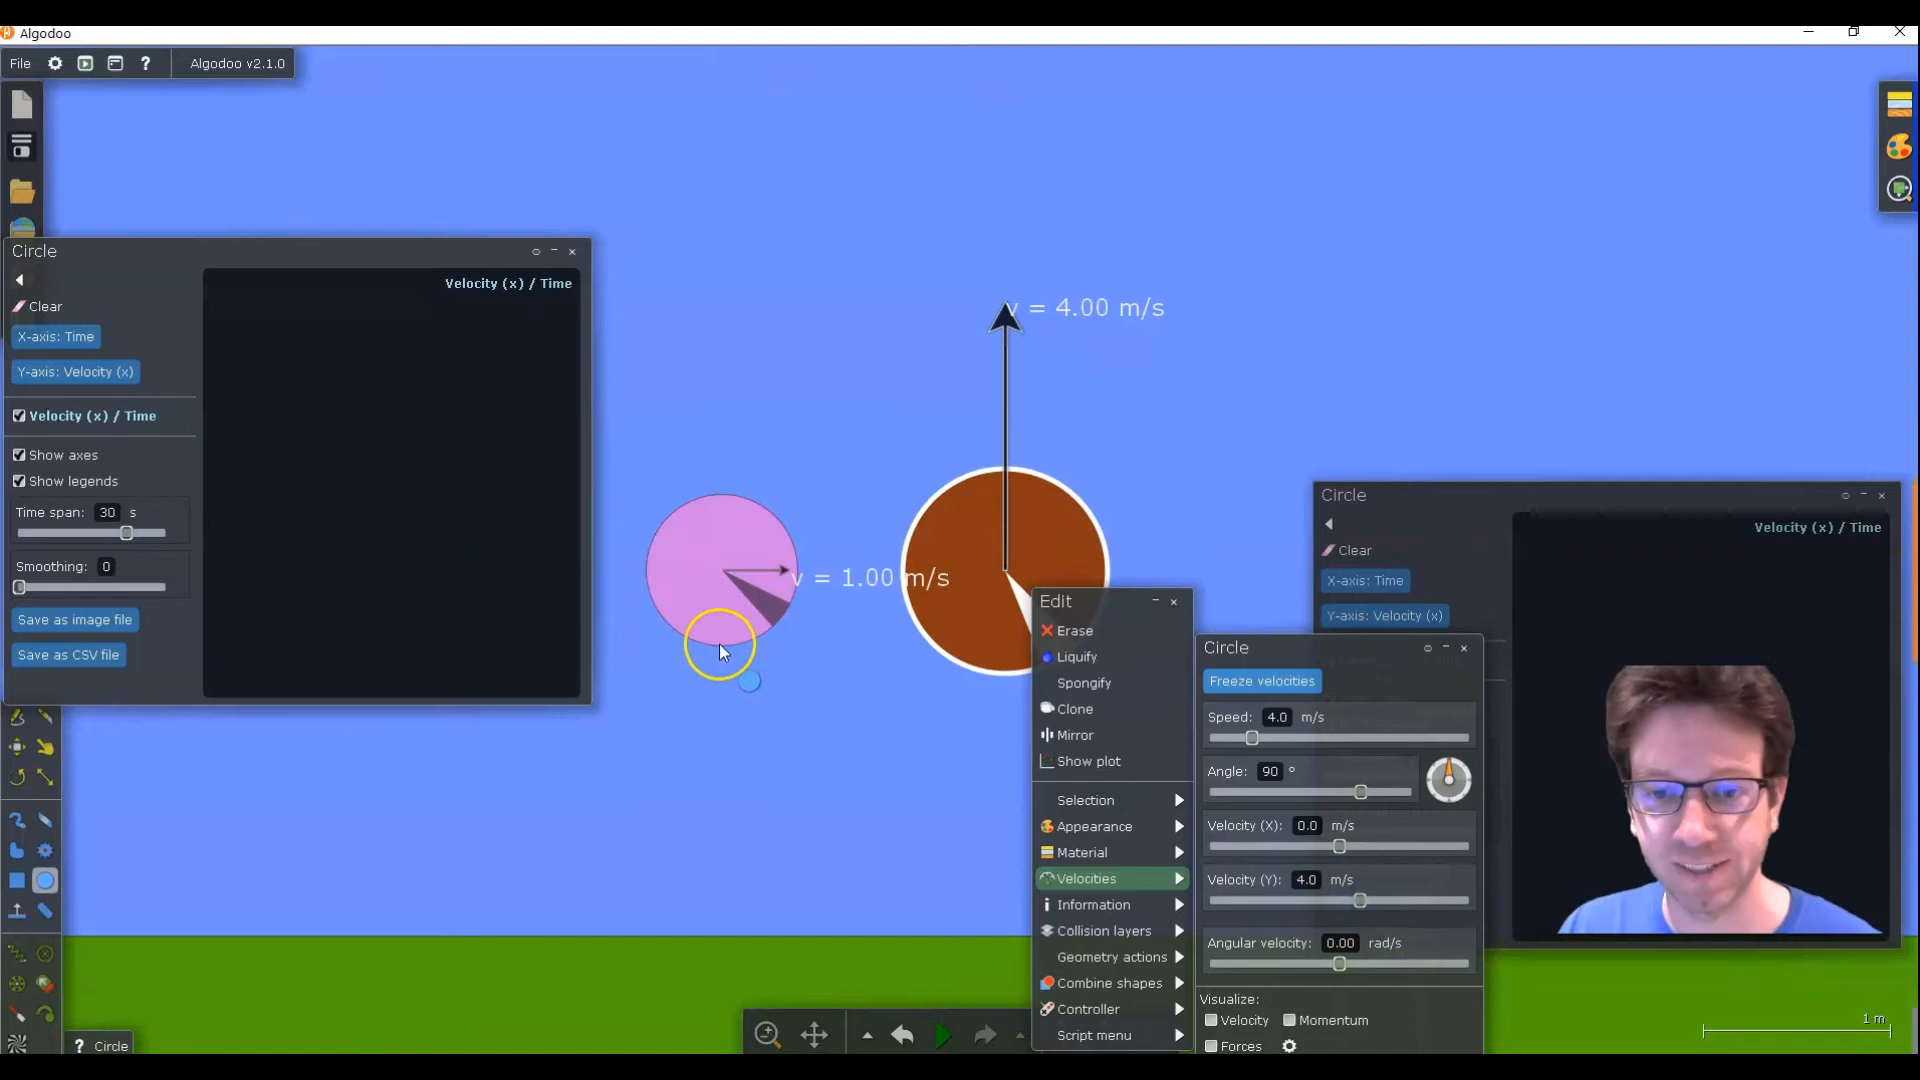 Algodoo
File
Algodoo v2.1.0
Circle
Velocity (x) / Time
Clear
X-axis: Time
Y-axis: Velocity (x)
Velocity (x) / Time
Show axes
Show legends
Time span: 30 s
Smoothing: 0
Save as image file
Save as CSV file
v = 4.00 m/s
v = 1.00 m/s
Edit
Erase
Liquify
Spongify
Clone
Mirror
Show plot
Selection
Appearance
Material
Velocities
Information
Collision layers
Geometry actions
Combine shapes
Controller
Script menu
Circle
Freeze velocities
Speed: 4.0 m/s
Angle: 90 °
Velocity (X): 0.0 m/s
Velocity (Y): 4.0 m/s
Angular velocity: 0.00 rad/s
Visualize:
Velocity Momentum
Forces
Circle
Velocity (x) / Time
Clear
X-axis: Time
Y-axis: Velocity (x)
1 m
? Circle